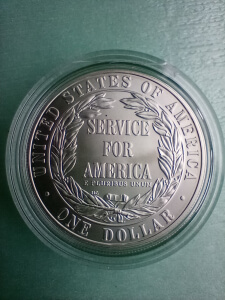 UNITED STATES OF AMERICA
SERVICE
FOR
AMERICA
E PLURIBUS UNUM
ONE DOLLAR